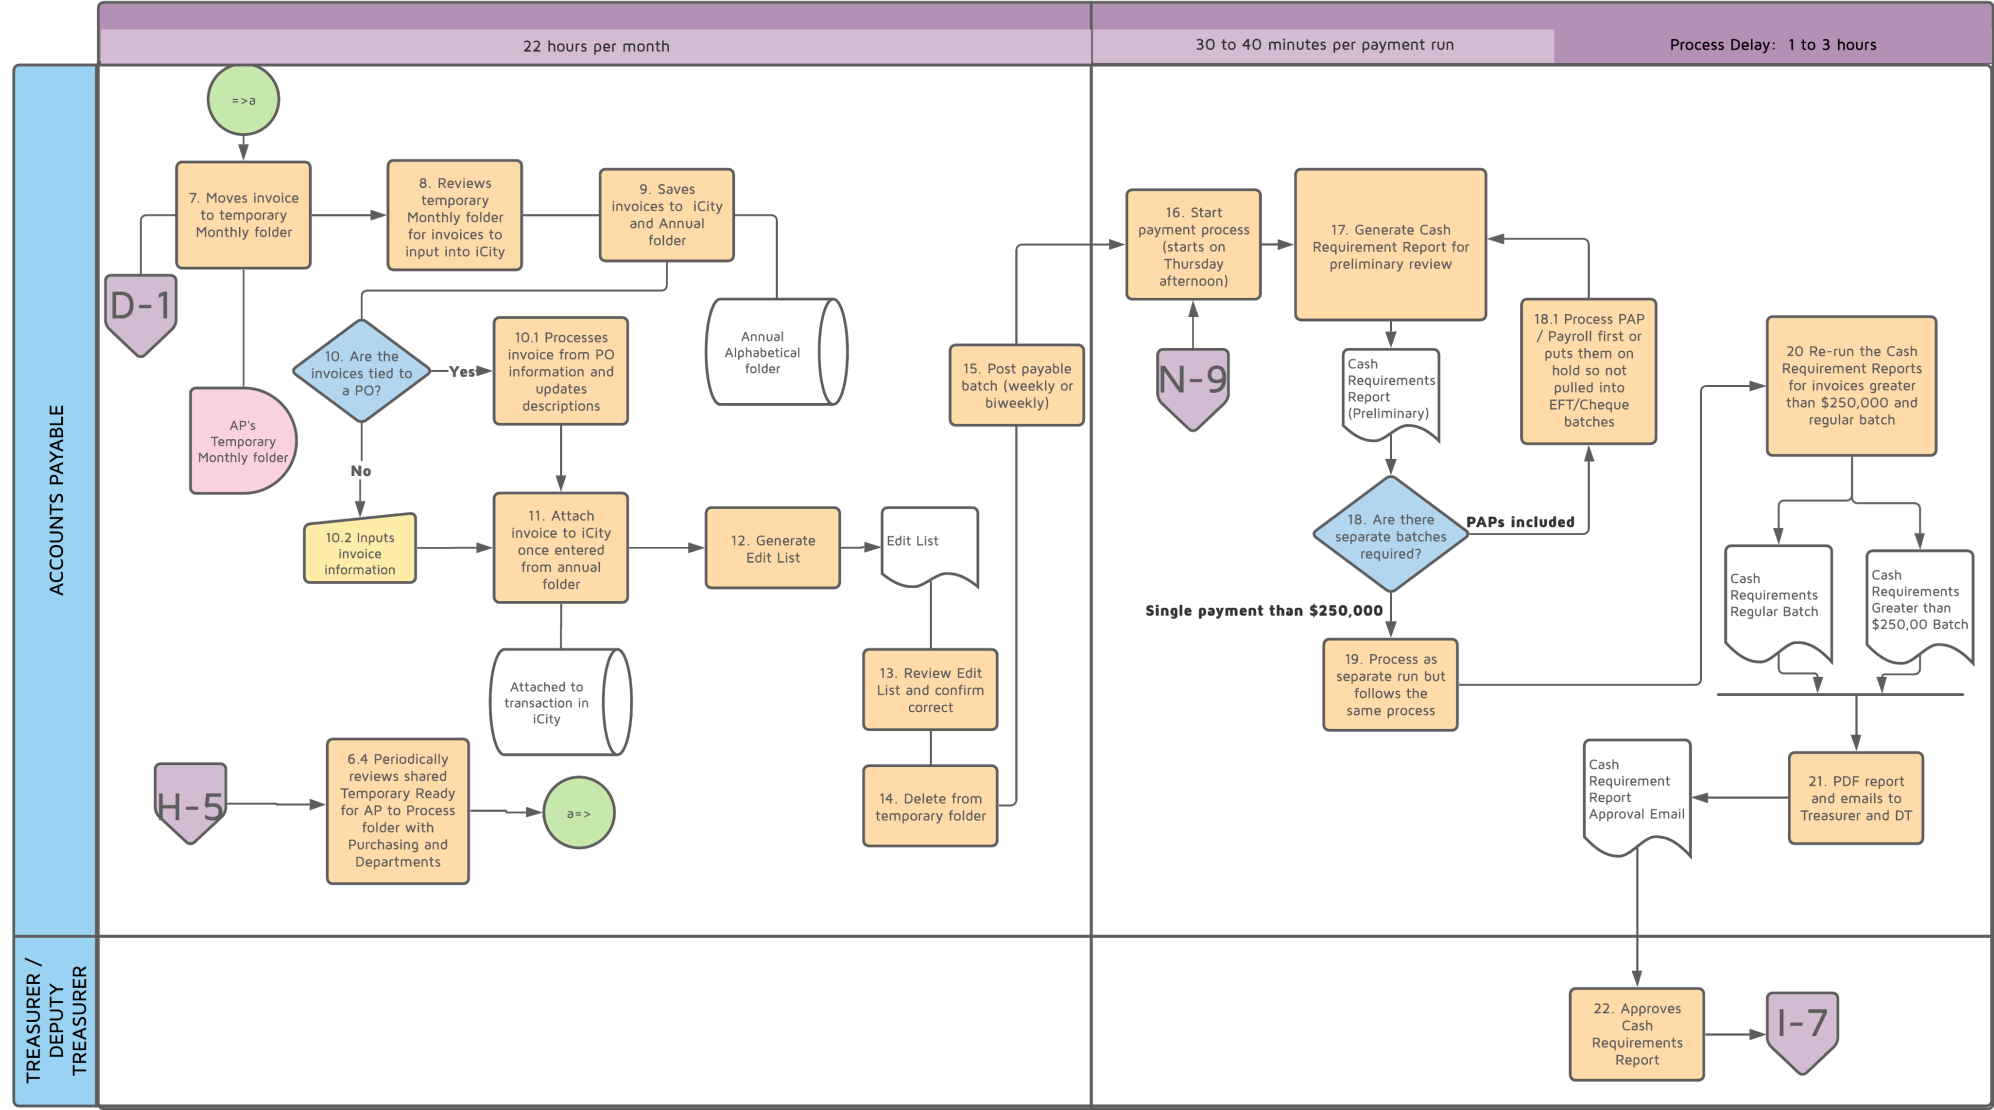 22 hours per month
30 to 40 minutes per payment run
Process Delay:  1 to 3 hours
ACCOUNTS PAYABLE
=>a
7. Moves invoice
to temporary
Monthly folder
8. Reviews
temporary
Monthly folder
for invoices to
input into iCity
9. Saves
invoices to  iCity
and Annual
folder
D-1
AP's
Temporary
Monthly folder
Annual
Alphabetical
folder
10. Are the
invoices tied to
a PO?
Yes
No
10.1 Processes
invoice from PO
information and
updates
descriptions
10.2 Inputs
invoice
information
11. Attach
invoice to iCity
once entered
from annual
folder
Attached to
transaction in
iCity
12. Generate
Edit List
Edit List
13. Review Edit
List and confirm
correct
14. Delete from
temporary folder
15. Post payable
batch (weekly or
biweekly)
H-5
6.4 Periodically
reviews shared
Temporary Ready
for AP to Process
folder with
Purchasing and
Departments
a=>
16. Start
payment process
(starts on
Thursday
afternoon)
N-9
17. Generate Cash
Requirement Report for
preliminary review
Cash
Requirements
Report
(Preliminary)
18. Are there
separate batches
required?
PAPs included
18.1 Process PAP
/ Payroll first or
puts them on
hold so not
pulled into
EFT/Cheque
batches
Single payment than $250,000
19. Process as
separate run but
follows the
same process
20 Re-run the Cash
Requirement Reports
for invoices greater
than $250,000 and
regular batch
Cash
Requirements
Regular Batch
Cash
Requirements
Greater than
$250,00 Batch
21. PDF report
and emails to
Treasurer and DT
Cash
Requirement
Report
Approval Email
TREASURER /
DEPUTY
TREASURER
22. Approves
Cash
Requirements
Report
I-7